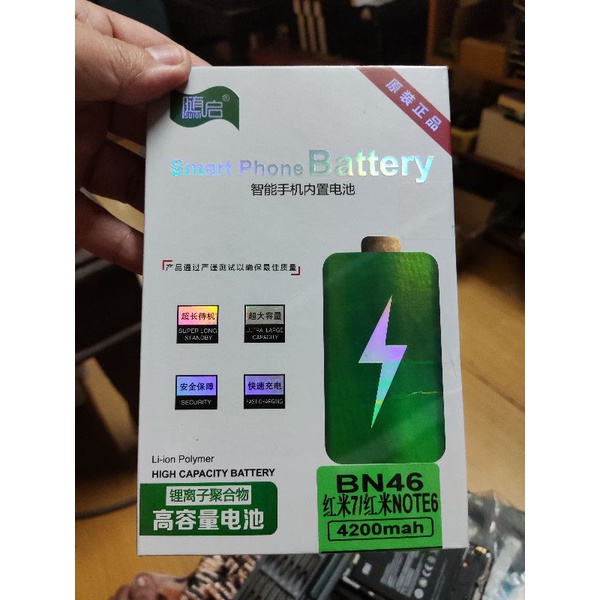 随启®
SUIQI
原装正品
Smart Phone Battery
智能手机内置电池
产品通过严谨测试以确保最佳质量
超长待机
SUPER LONG
STANDBY
超大容量
ULTRA-LARGE
CAPACITY
安全保障
SECURITY
快速充电
FAST CHARGING
Li-ion Polymer
HIGH CAPACITY BATTERY
锂离子聚合物
高容量电池
BN46
红米7/红米NOTE6
4200mah